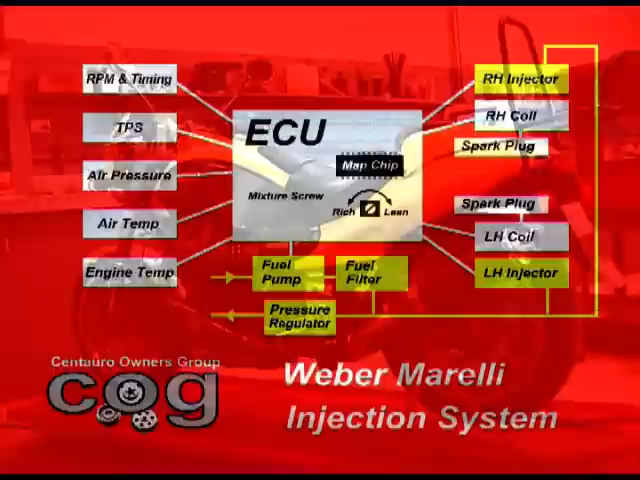 RPM & Timing
TPS
Air Pressure
Air Temp
Engine Temp
ECU
Map Chip
Mixture Screw
Rich
Lean
RH Injector
RH Coil
Spark Plug
Spark Plug
LH Coil
LH Injector
Fuel
Pump
Fuel
Filter
Pressure
Regulator
Centauro Owners Group
cog
Weber Marelli
Injection System